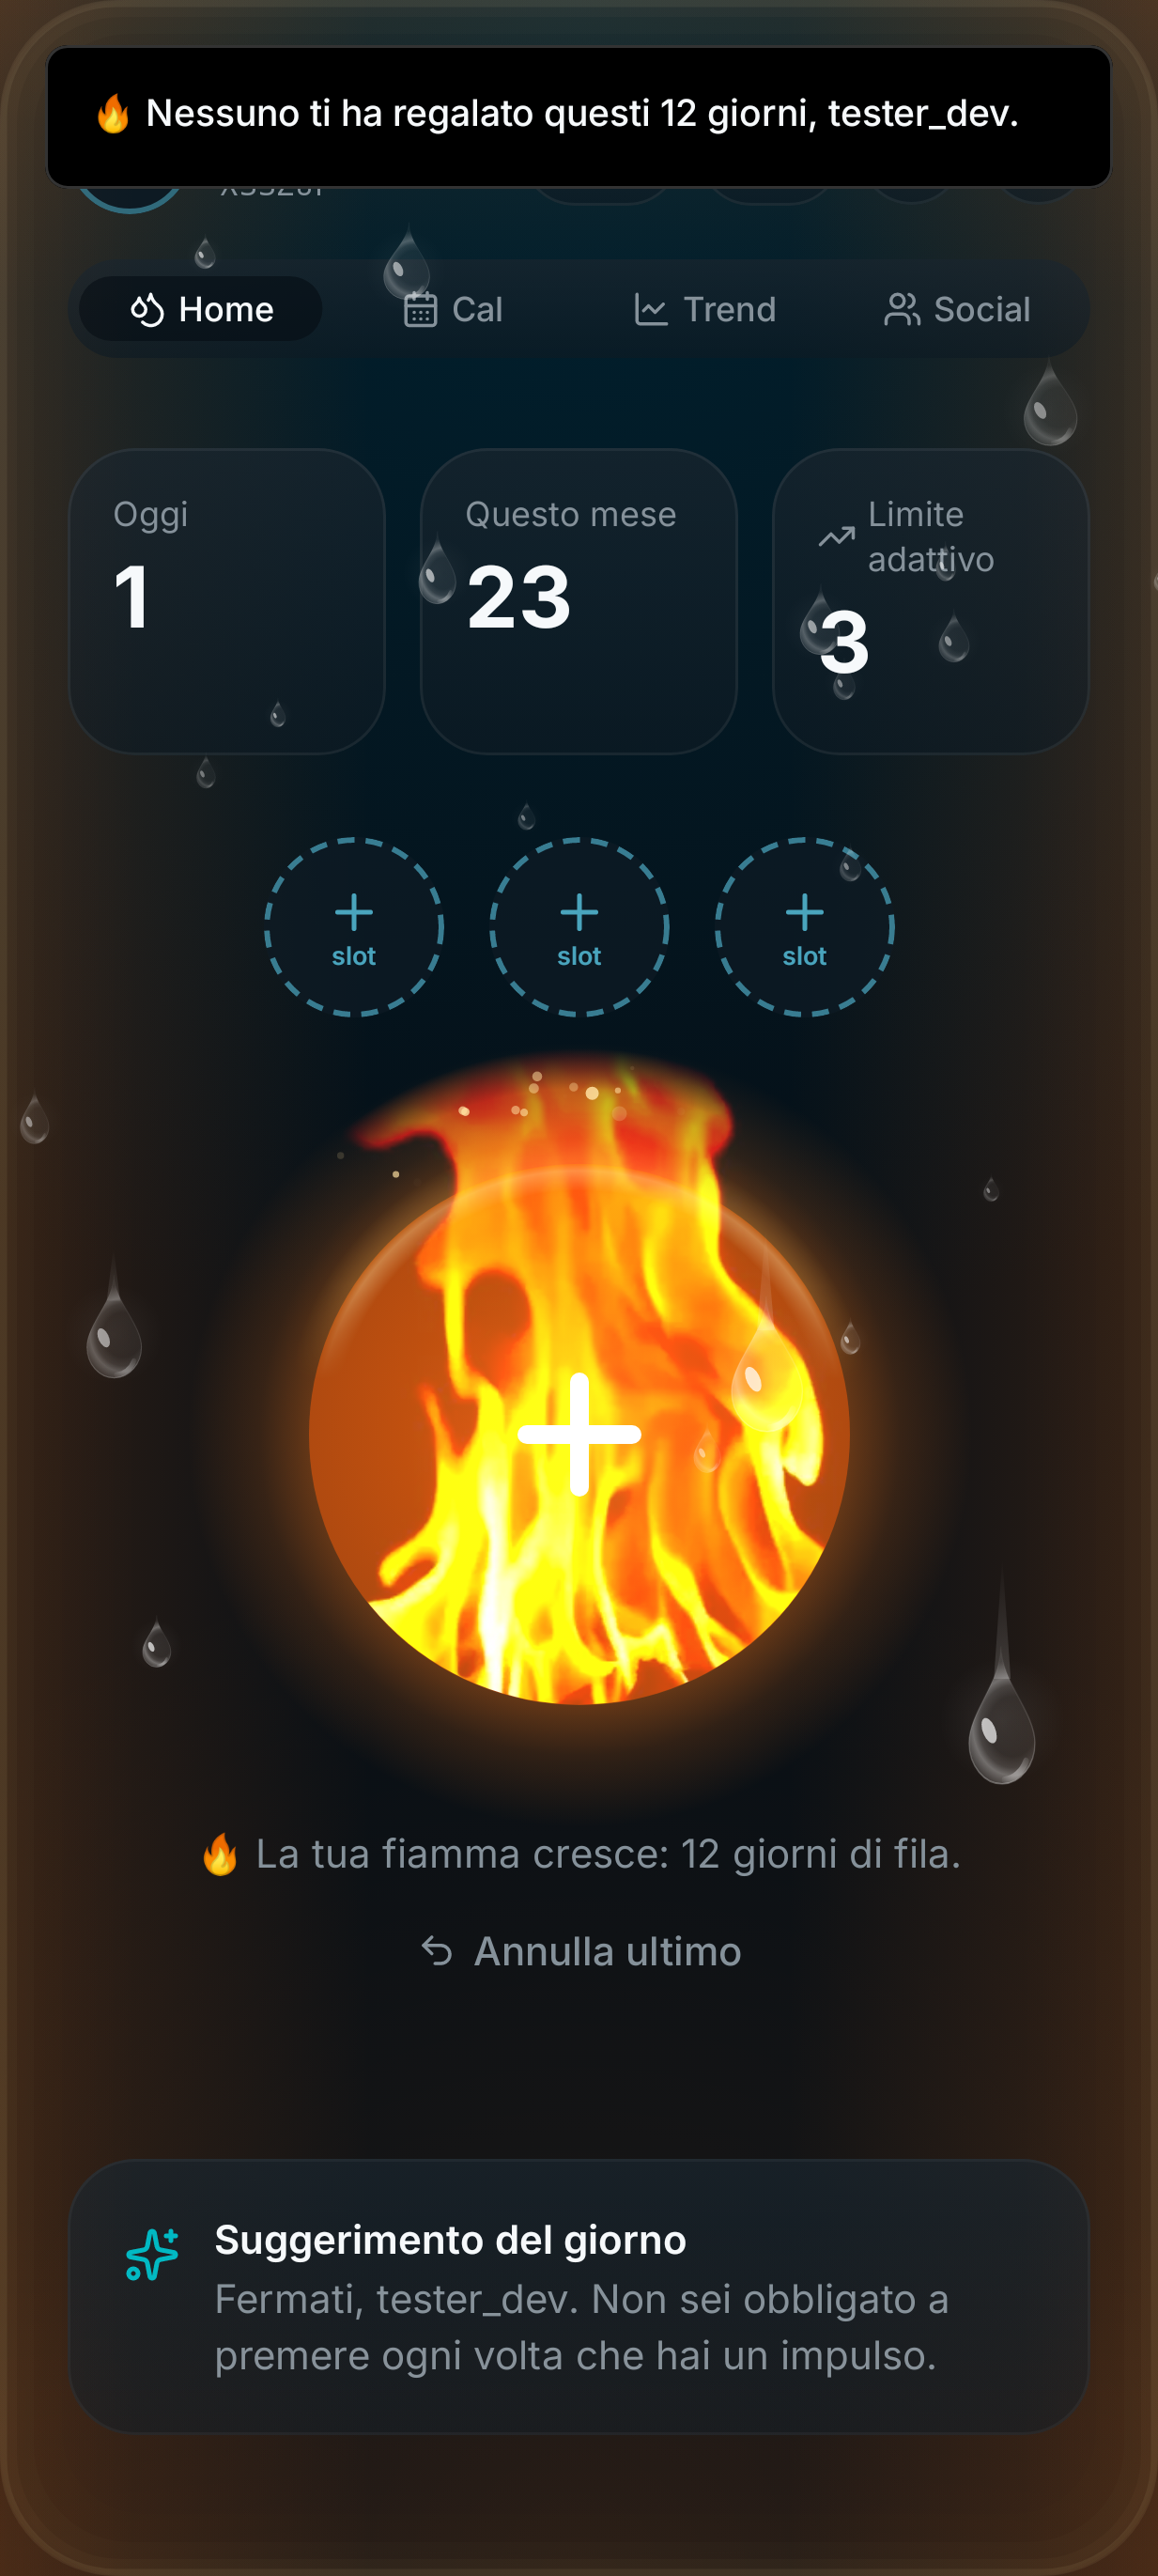 🔥 Nessuno ti ha regalato questi 12 giorni, tester_dev.
Home
Cal
Trend
Social
Oggi
1
Questo mese
23
Limite
adattivo
3
slot
slot
slot
🔥 La tua fiamma cresce: 12 giorni di fila.
Annulla ultimo
Suggerimento del giorno
Fermati, tester_dev. Non sei obbligato a
premere ogni volta che hai un impulso.